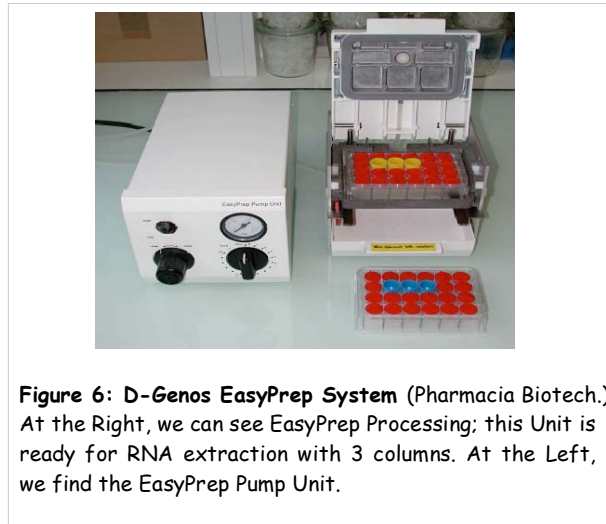 EasyPrep Pump Unit
Figure 6: D-Genos EasyPrep System (Pharmacia Biotech.)
At the Right, we can see EasyPrep Processing; this Unit is
ready for RNA extraction with 3 columns. At the Left,
we find the EasyPrep Pump Unit.